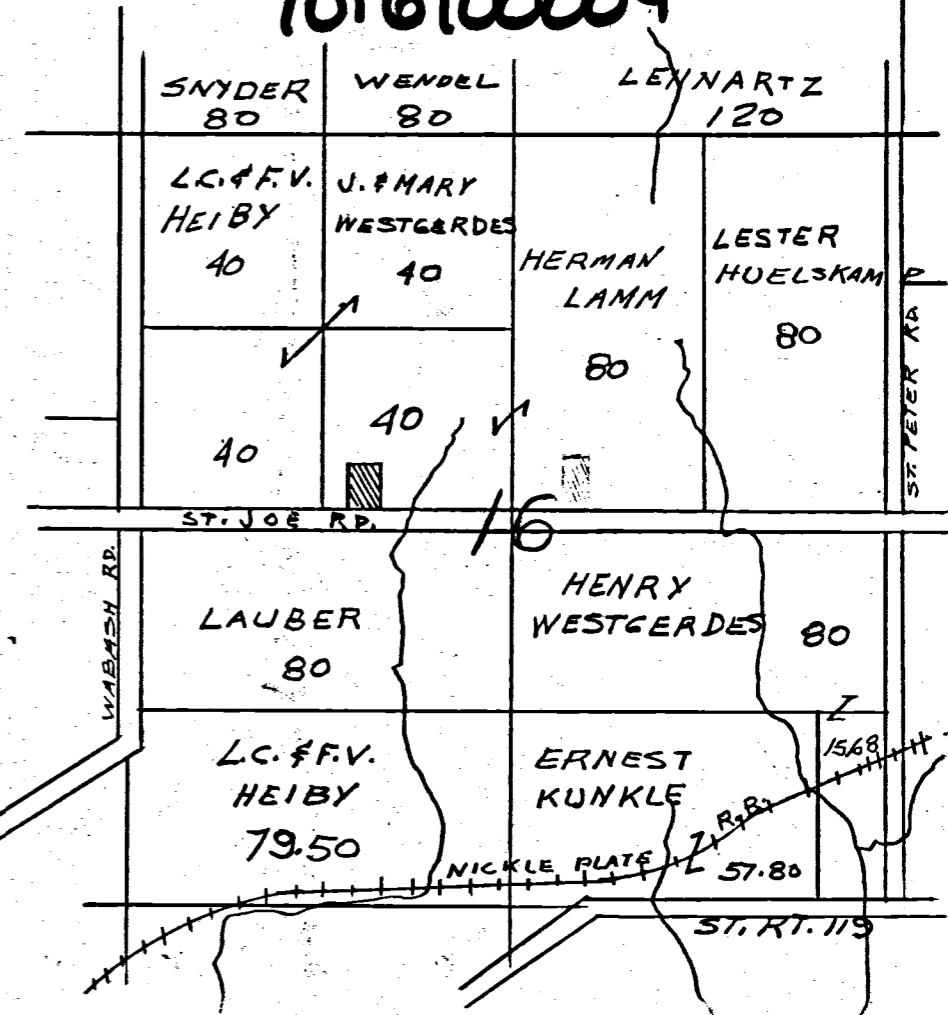 SNYDER
80
WENDEL
80
LENNARTZ
120
L.C. & F.V.
HEIBY
40
J. & MARY
WESTGERDES
40
HERMAN
LAMM
80
LESTER
HUELSKAMP
80
ST. PETER RD.
40
40
ST. JOE RD.
16
WABASH RD.
LAUBER
80
HENRY
WESTGERDES
80
L.C. & F.V.
HEIBY
79.50
ERNEST
KUNKLE
15.68
NICKLE PLATE R.R.
57.80
ST. RT. 119